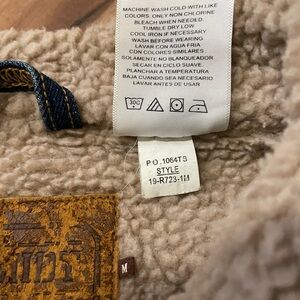 MACHINE WASH COLD WITH LIKE
COLORS. ONLY NON CHLORINE
BLEACH WHEN NEEDED.
TUMBLE DRY LOW
COOL IRON IF NECESSARY
WASH BEFORE WEARING
LAVAR CON AGUA FRIA
CON COLORES SIMILARES
SOLAMENTE NO BLANQUEADOR
SECAR EN CICLO SUAVE.
PLANCHAR A TEMPERATURA
BAJA CUANDO SEA NECESARIO
LAVAR ANTES DE USAR
30C
P.O.1064TS
STYLE
19-R723-1M
M